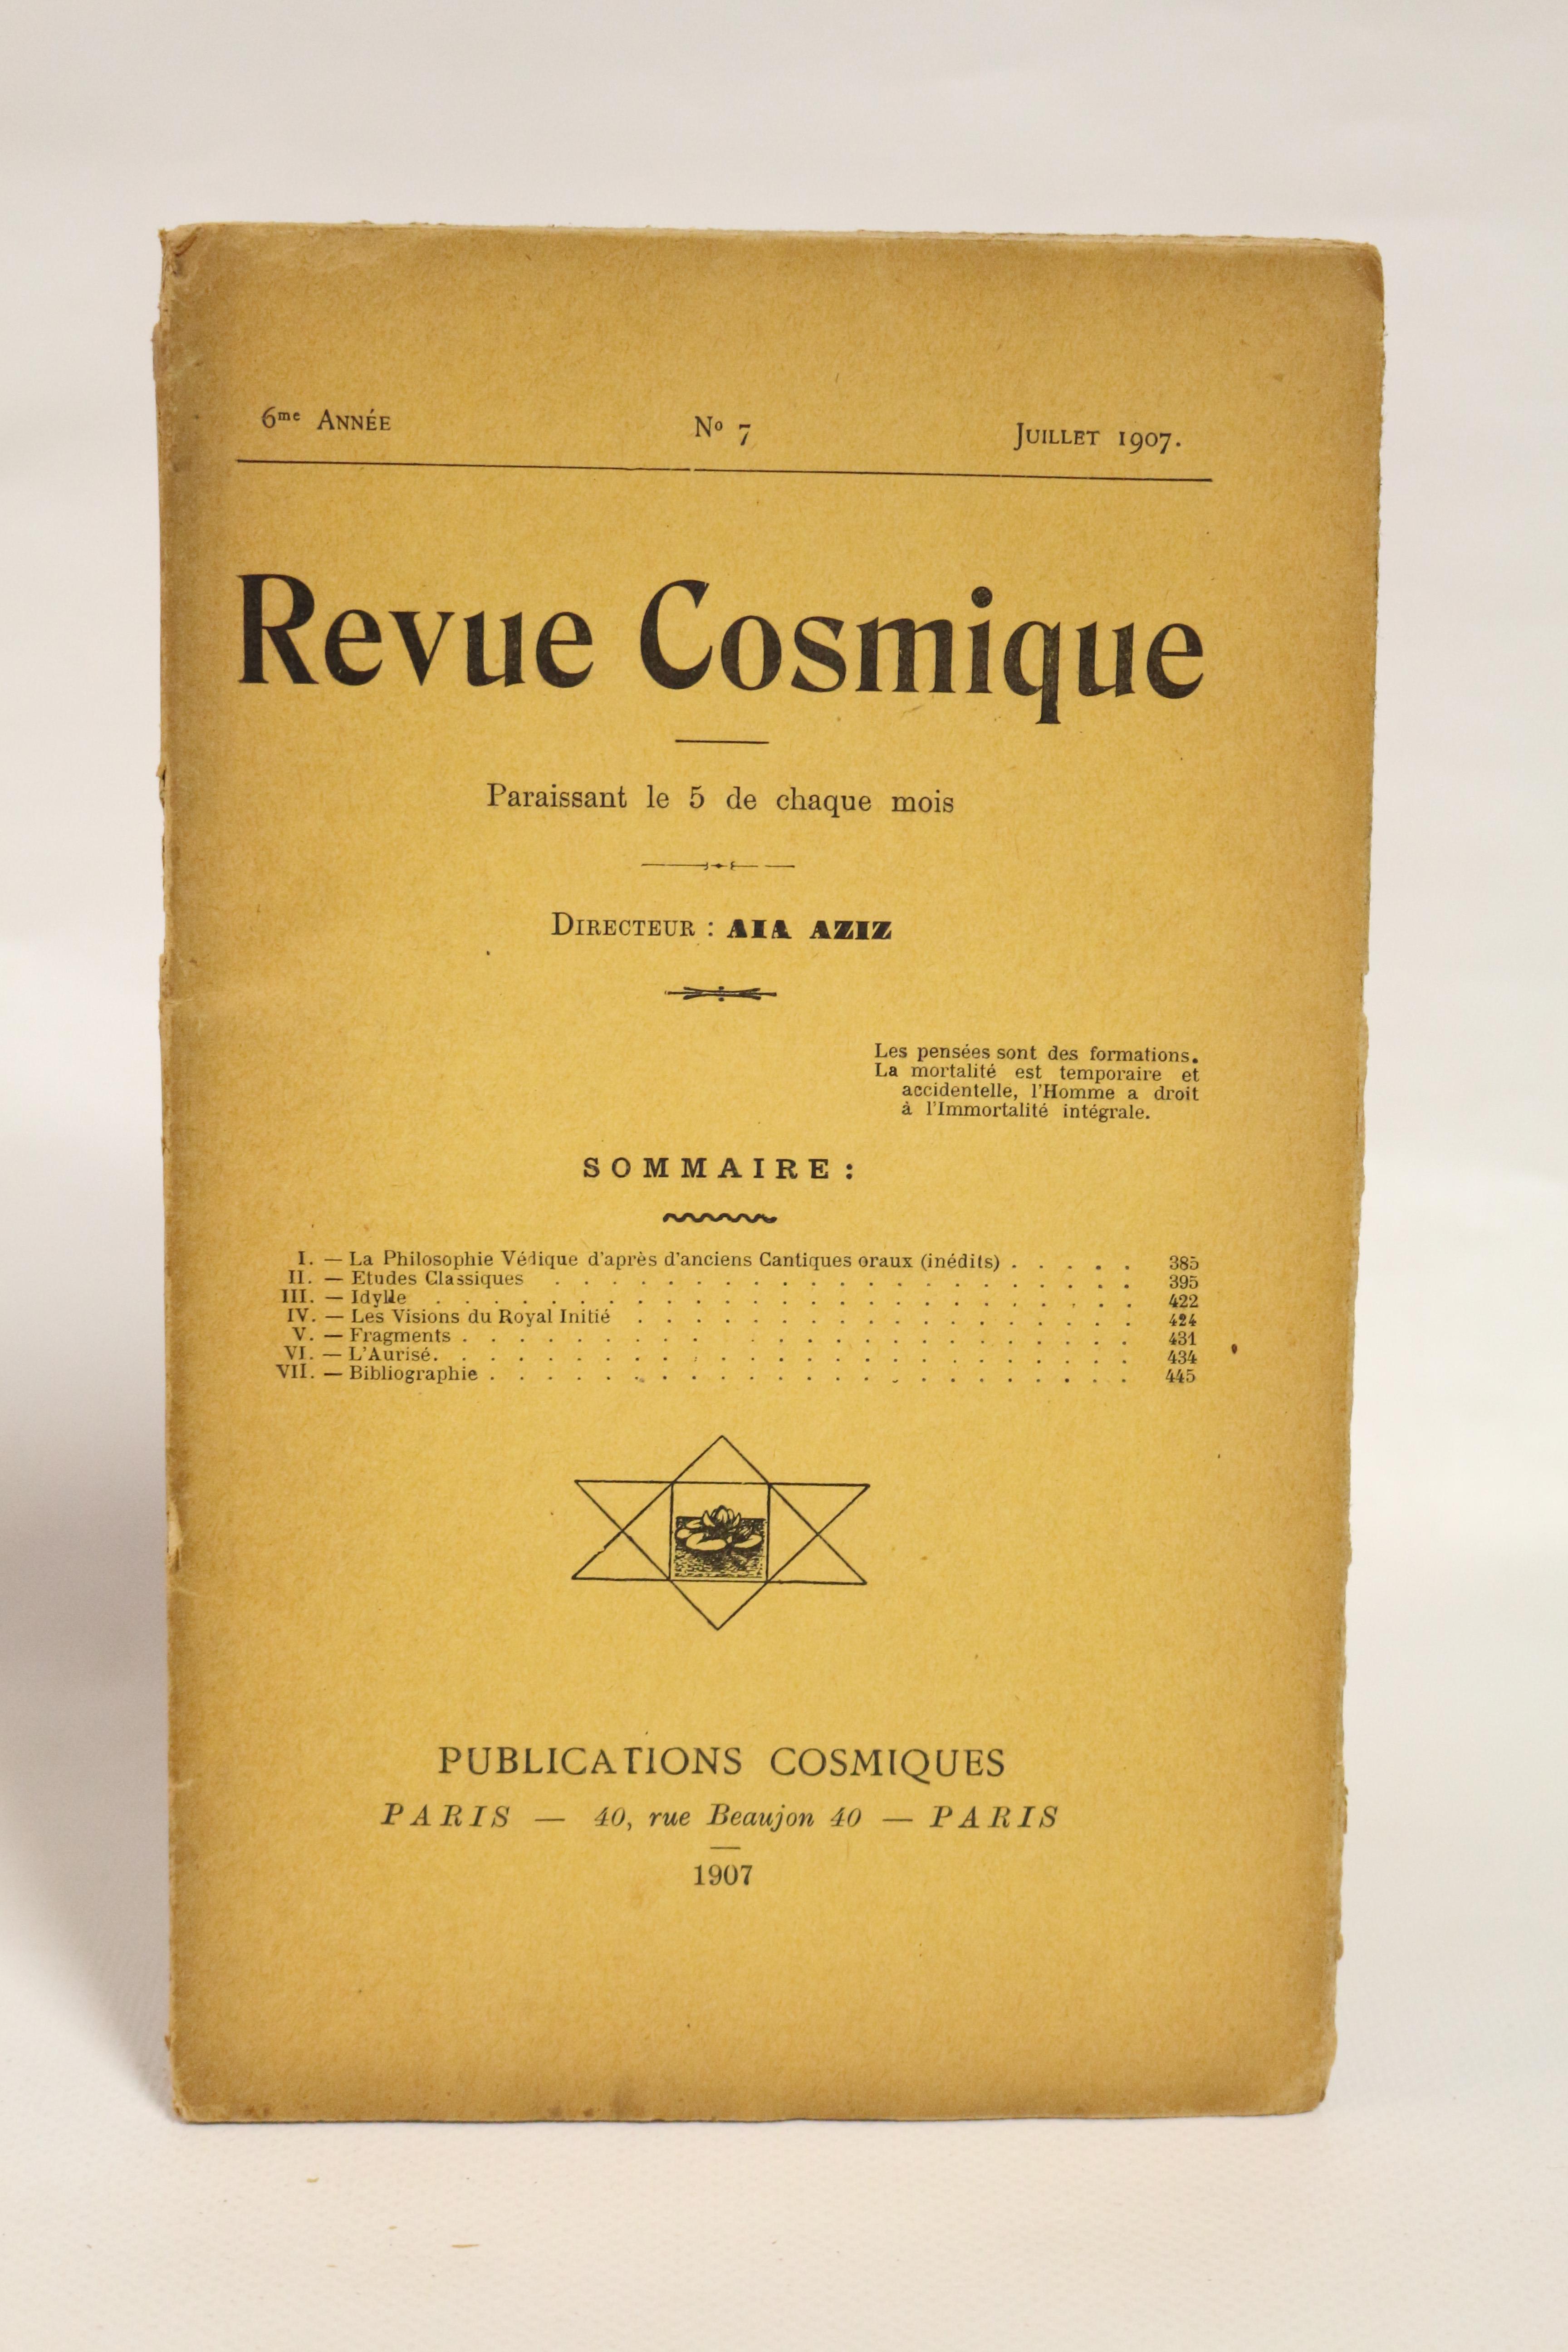 6me ANNÉE No 7 JUILLET 1907.
Revue Cosmique
Paraissant le 5 de chaque mois
DIRECTEUR : AIA AZIZ
Les pensées sont des formations.
La mortalité est temporaire et
accidentelle, l'Homme a droit
à l'Immortalité intégrale.
SOMMAIRE :
I. — La Philosophie Védique d'après d'anciens Cantiques oraux (inédits) . . . . . 385
II. — Etudes Classiques . . . . . . . . . . . . . . . . . . . . . 395
III. — Idylle . . . . . . . . . . . . . . . . . . . . . . . . . 422
IV. — Les Visions du Royal Initié . . . . . . . . . . . . . . . . . . 424
V. — Fragments . . . . . . . . . . . . . . . . . . . . . . . 431
VI. — L'Aurisé. . . . . . . . . . . . . . . . . . . . . . . . . 434
VII. — Bibliographie . . . . . . . . . . . . . . . . . . . . . . . 445
PUBLICATIONS COSMIQUES
PARIS — 40, rue Beaujon 40 — PARIS
1907